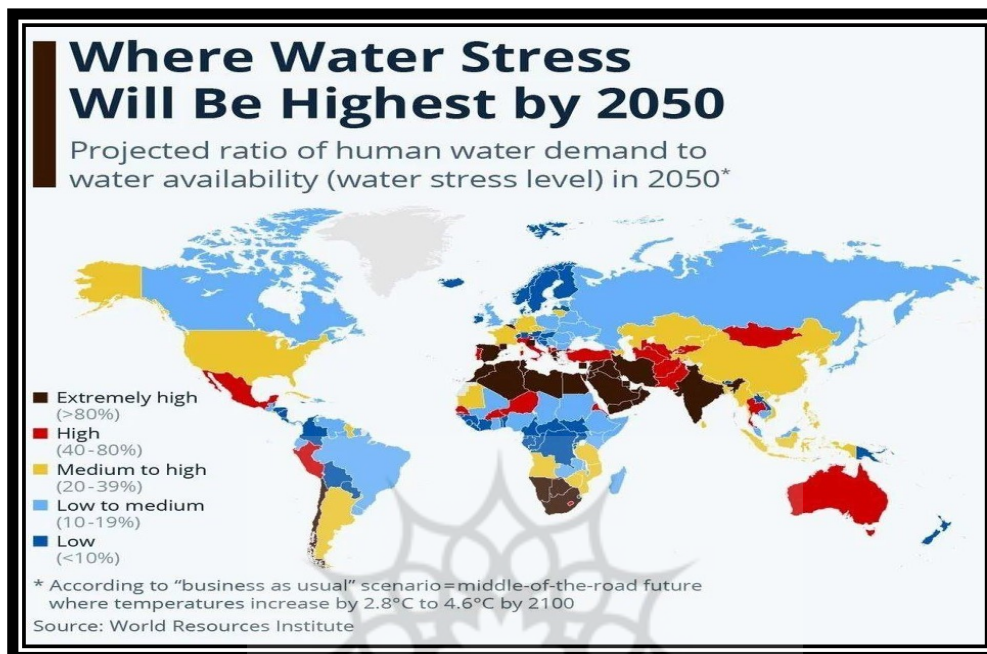 Where Water Stress
Will Be Highest by 2050
Projected ratio of human water demand to
water availability (water stress level) in 2050*
Extremely high
(>80%)
High
(40-80%)
Medium to high
(20-39%)
Low to medium
(10-19%)
Low
(<10%)
* According to “business as usual” scenario=middle-of-the-road future
where temperatures increase by 2.8°C to 4.6°C by 2100
Source: World Resources Institute